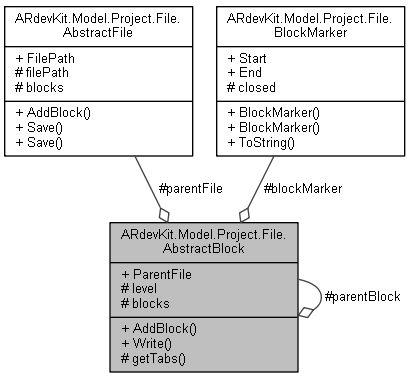 ARdevKit.Model.Project.File.
AbstractFile
+ FilePath
# filePath
# blocks
+ AddBlock()
+ Save()
+ Save()
ARdevKit.Model.Project.File.
BlockMarker
+ Start
+ End
# closed
+ BlockMarker()
+ BlockMarker()
+ ToString()
#parentFile
#blockMarker
ARdevKit.Model.Project.File.
AbstractBlock
+ ParentFile
# level
# blocks
+ AddBlock()
+ Write()
# getTabs()
#parentBlock